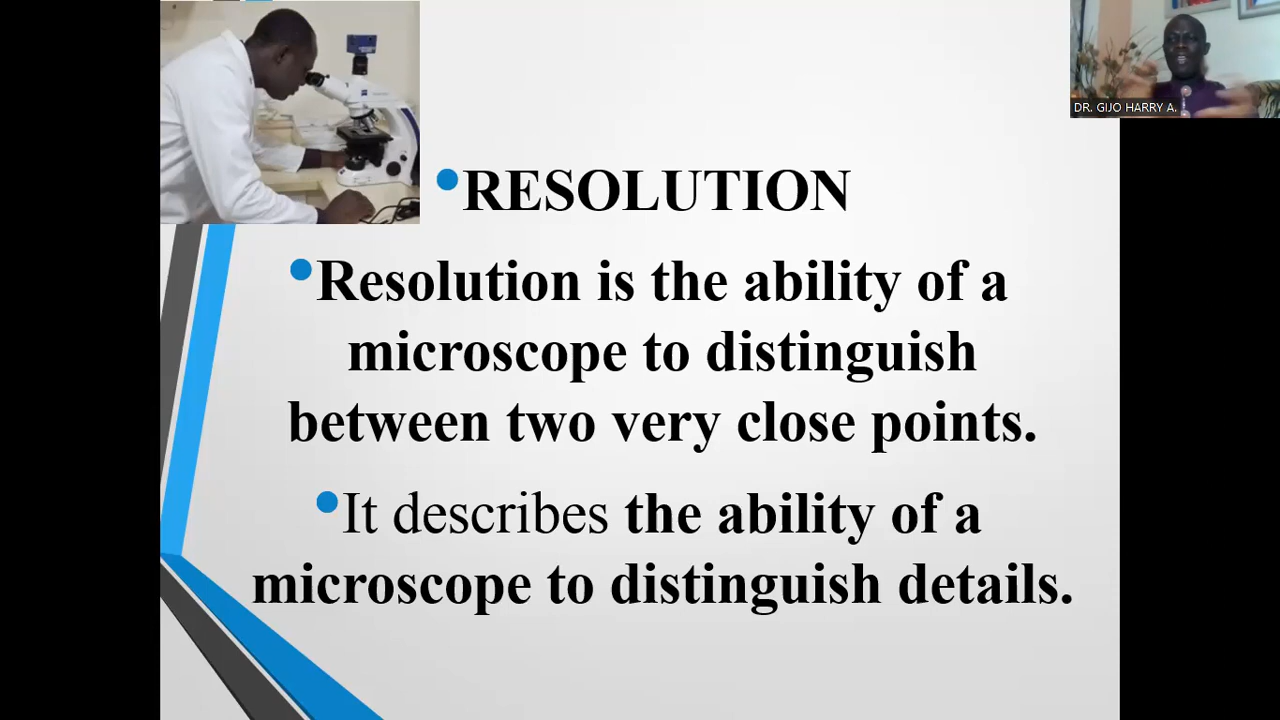 DR. GIJO HARRY A.
•RESOLUTION
•Resolution is the ability of a
microscope to distinguish
between two very close points.
•It describes the ability of a
microscope to distinguish details.